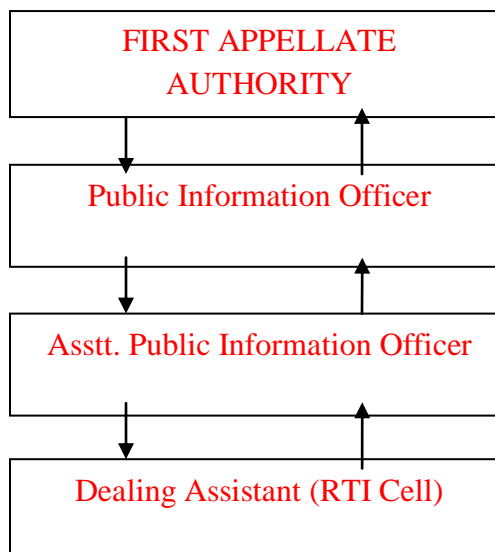 FIRST APPELLATE
AUTHORITY
Public Information Officer
Asstt. Public Information Officer
Dealing Assistant (RTI Cell)